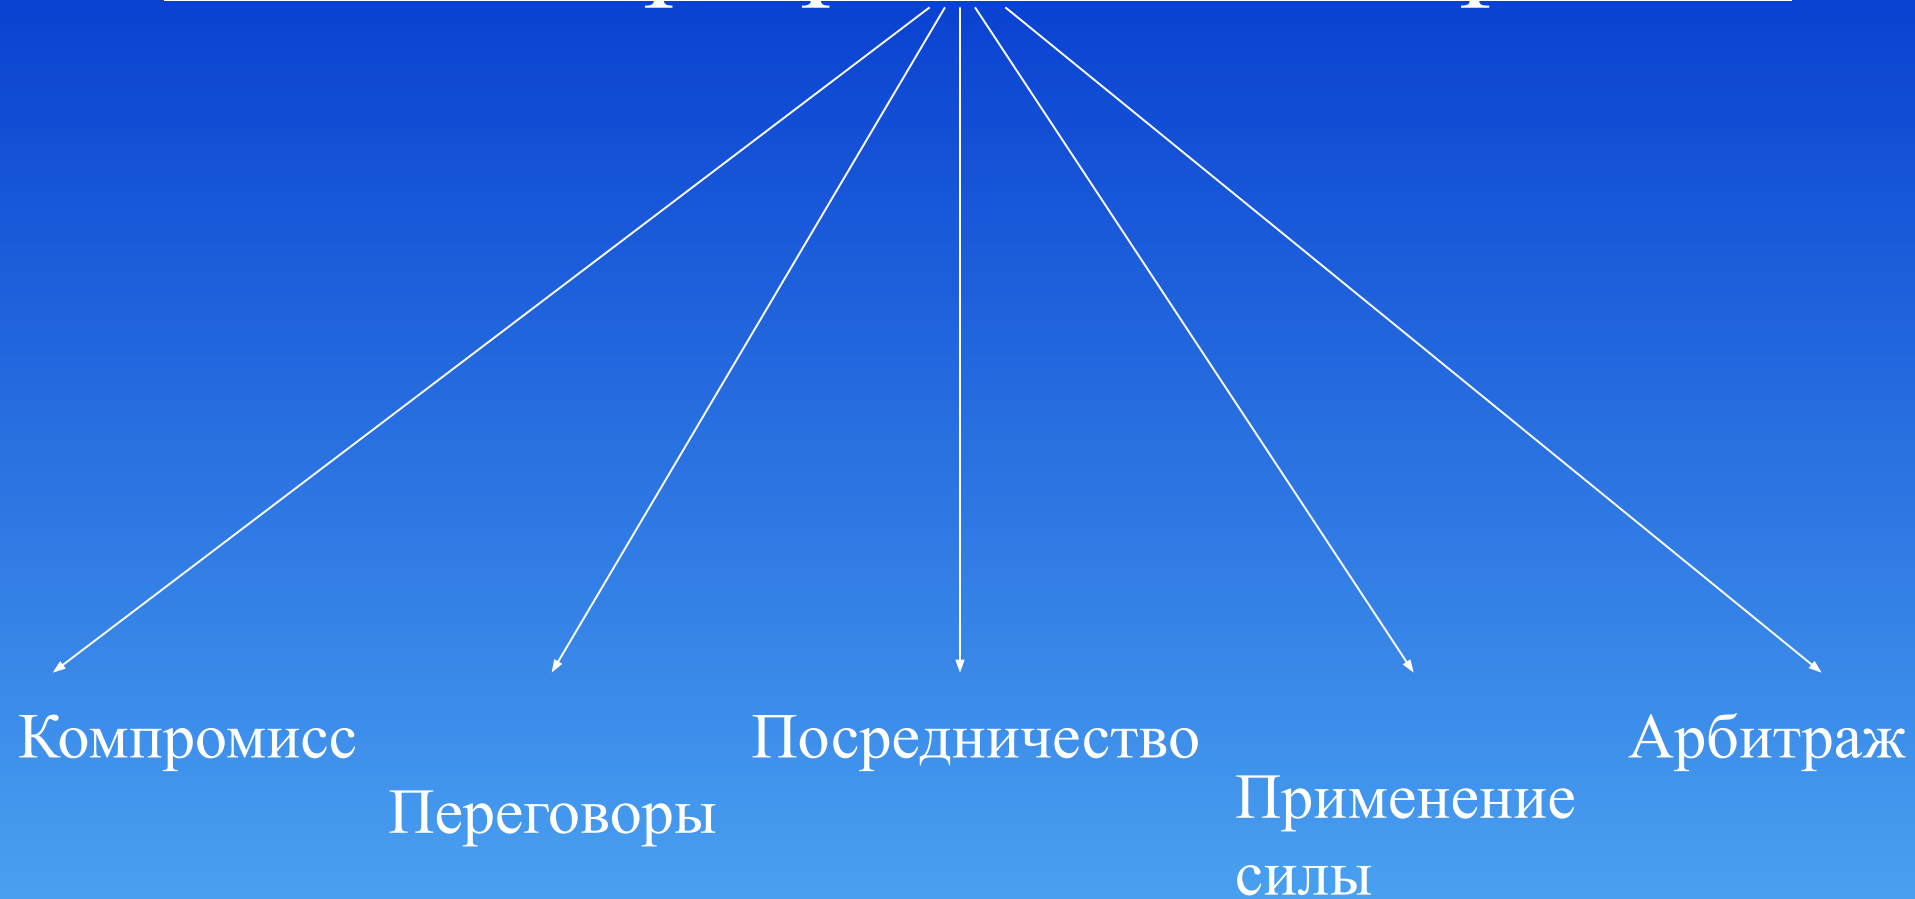 Компромисс
Переговоры
Посредничество
Применение
силы
Арбитраж